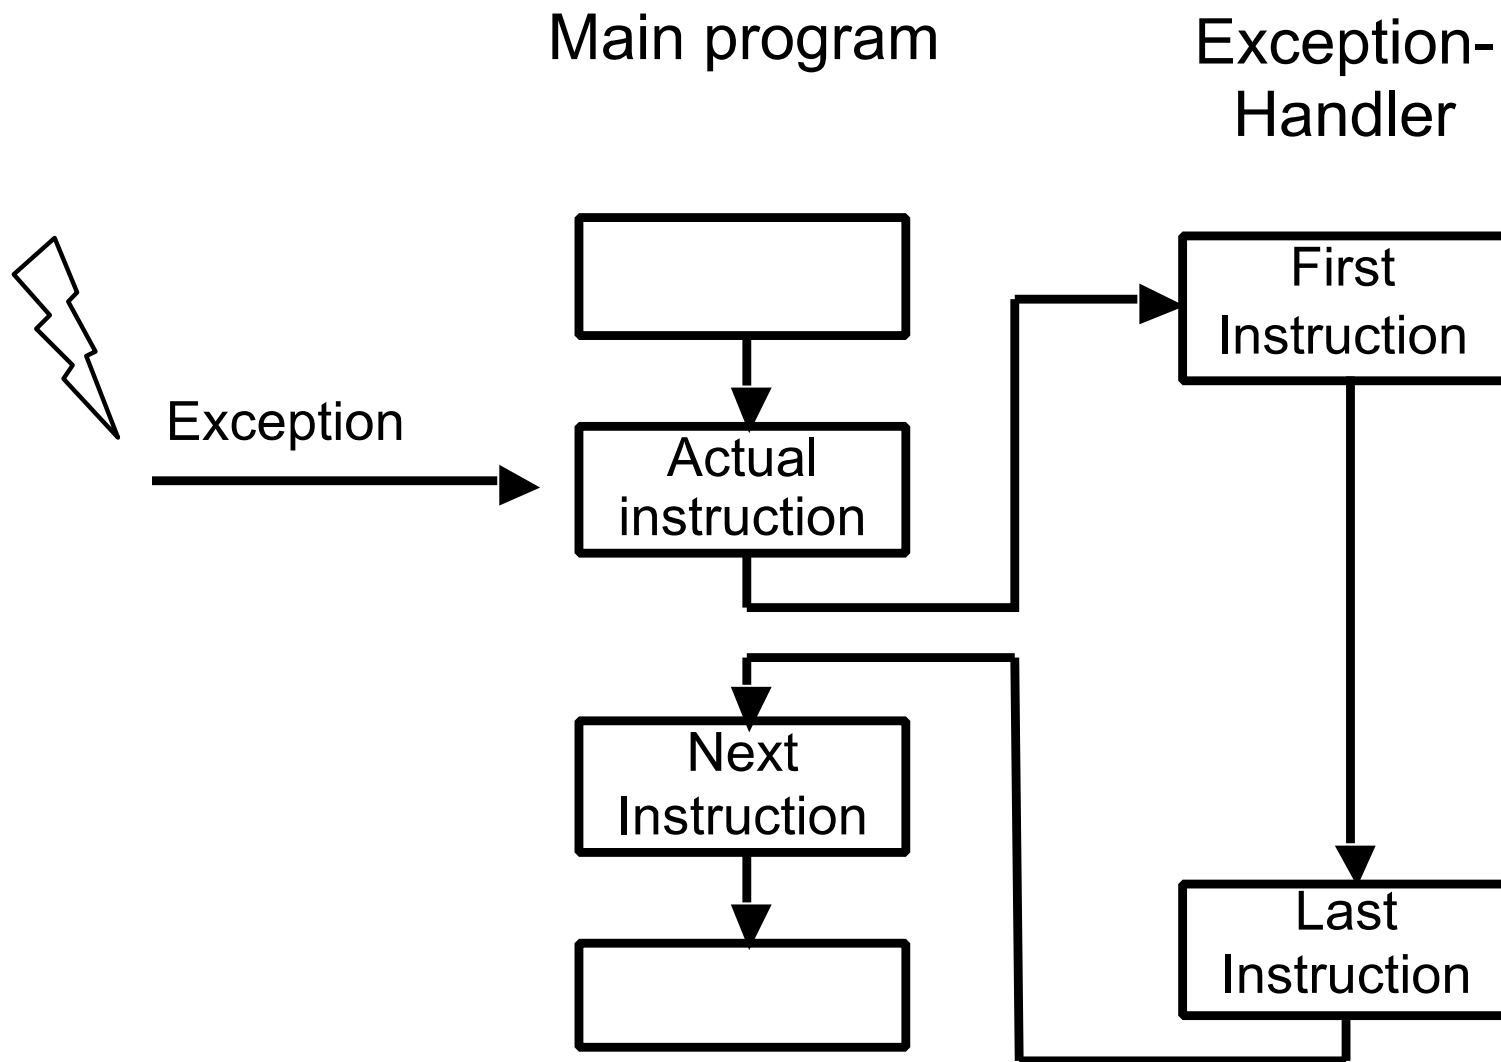 Main program
Exception-
Handler
First
Instruction
Exception
Actual
instruction
Next
Instruction
Last
Instruction